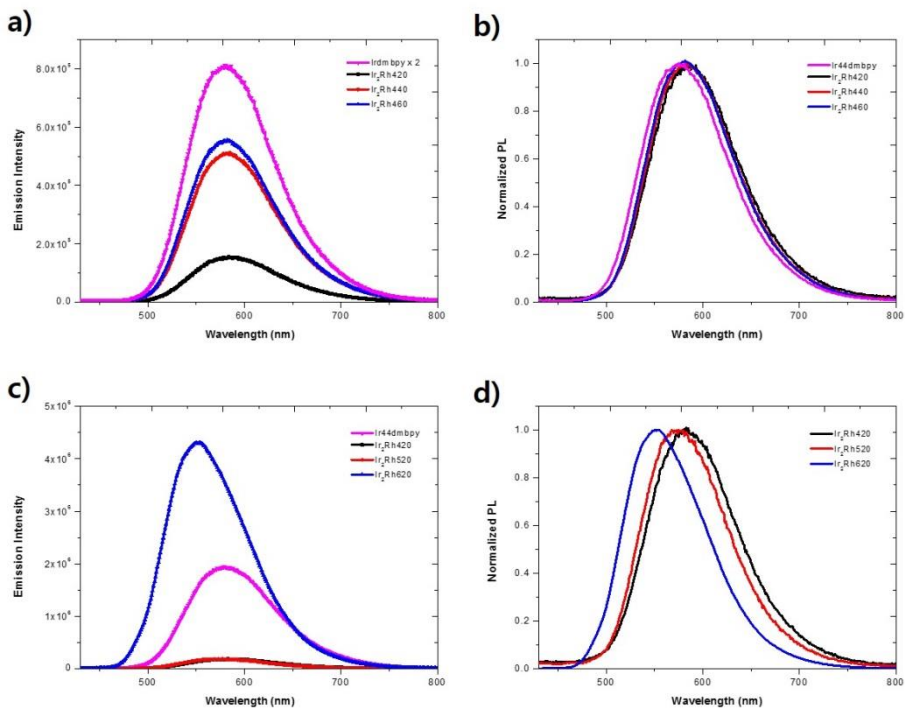 a)
Irdmbpy x 2
Ir₂Rh420
Ir₂Rh440
Ir₂Rh460
8.0x10⁵
6.0x10⁵
4.0x10⁵
2.0x10⁵
0.0
Emission Intensity
500 600 700 800
Wavelength (nm)
b)
Ir44dmbpy
Ir₂Rh420
Ir₂Rh440
Ir₂Rh460
1.0
0.8
0.6
0.4
0.2
0.0
Normalized PL
500 600 700 800
Wavelength (nm)
c)
Ir44dmbpy
Ir₂Rh420
Ir₂Rh520
Ir₂Rh620
5x10⁶
4x10⁶
3x10⁶
2x10⁶
1x10⁶
0
Emission Intensity
500 600 700 800
Wavelength (nm)
d)
Ir₂Rh420
Ir₂Rh520
Ir₂Rh620
1.0
0.8
0.6
0.4
0.2
0.0
Normalized PL
500 600 700 800
Wavelength (nm)